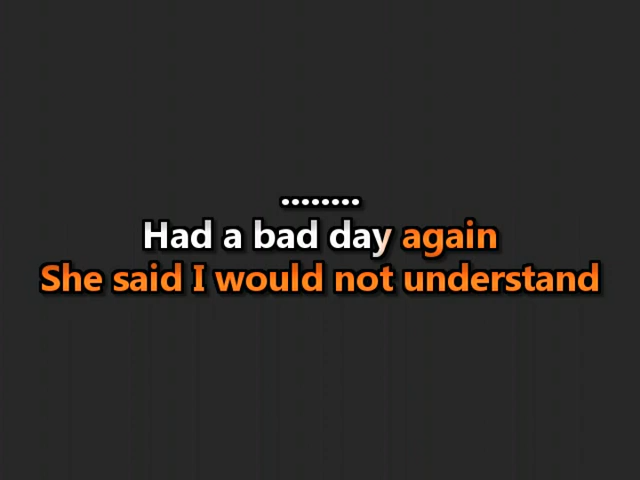 ........
Had a bad day again
She said I would not understand